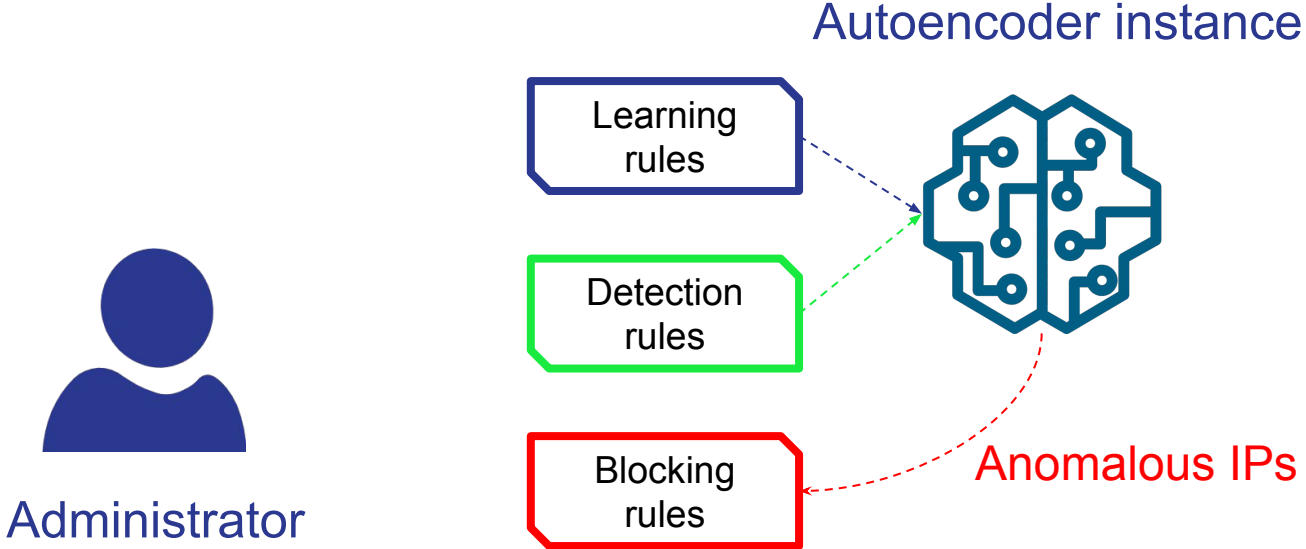 Autoencoder instance
Learning
rules
Detection
rules
Blocking
rules
Anomalous IPs
Administrator